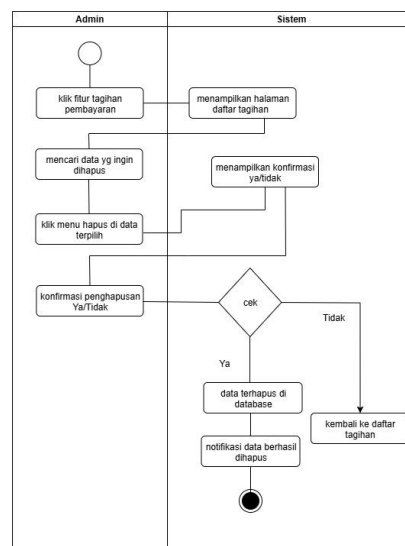 Admin
Sistem
klik fitur tagihan
pembayaran
menampilkan halaman
daftar tagihan
mencari data yg ingin
dihapus
menampilkan konfirmasi
ya/tidak
klik menu hapus di data
terpilih
konfirmasi penghapusan
Ya/Tidak
cek
Tidak
Ya
data terhapus di
database
kembali ke daftar
tagihan
notifikasi data berhasil
dihapus